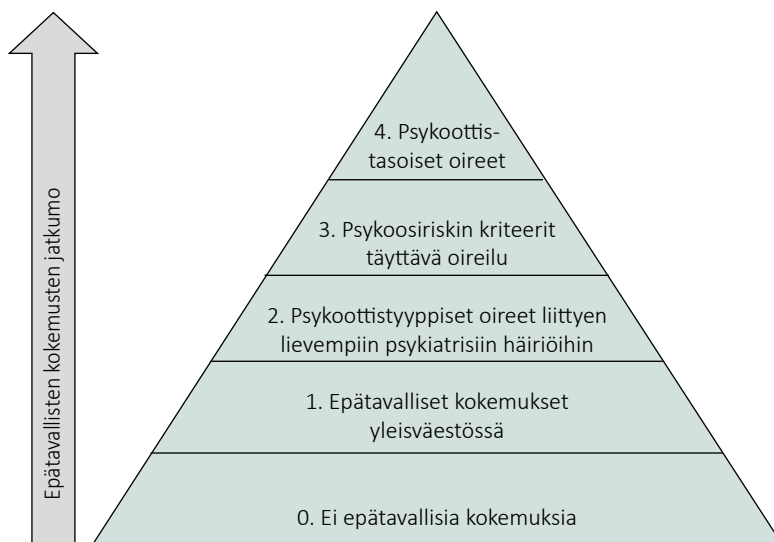 Epätavallisten kokemusten jatkumo
4. Psykoottis-
tasoiset oireet
3. Psykoosiriskin kriteerit
täyttävä oireilu
2. Psykoottistyyppiset oireet liittyen
lievempiin psykiatrisiin häiriöihin
1. Epätavalliset kokemukset
yleisväestössä
0. Ei epätavallisia kokemuksia